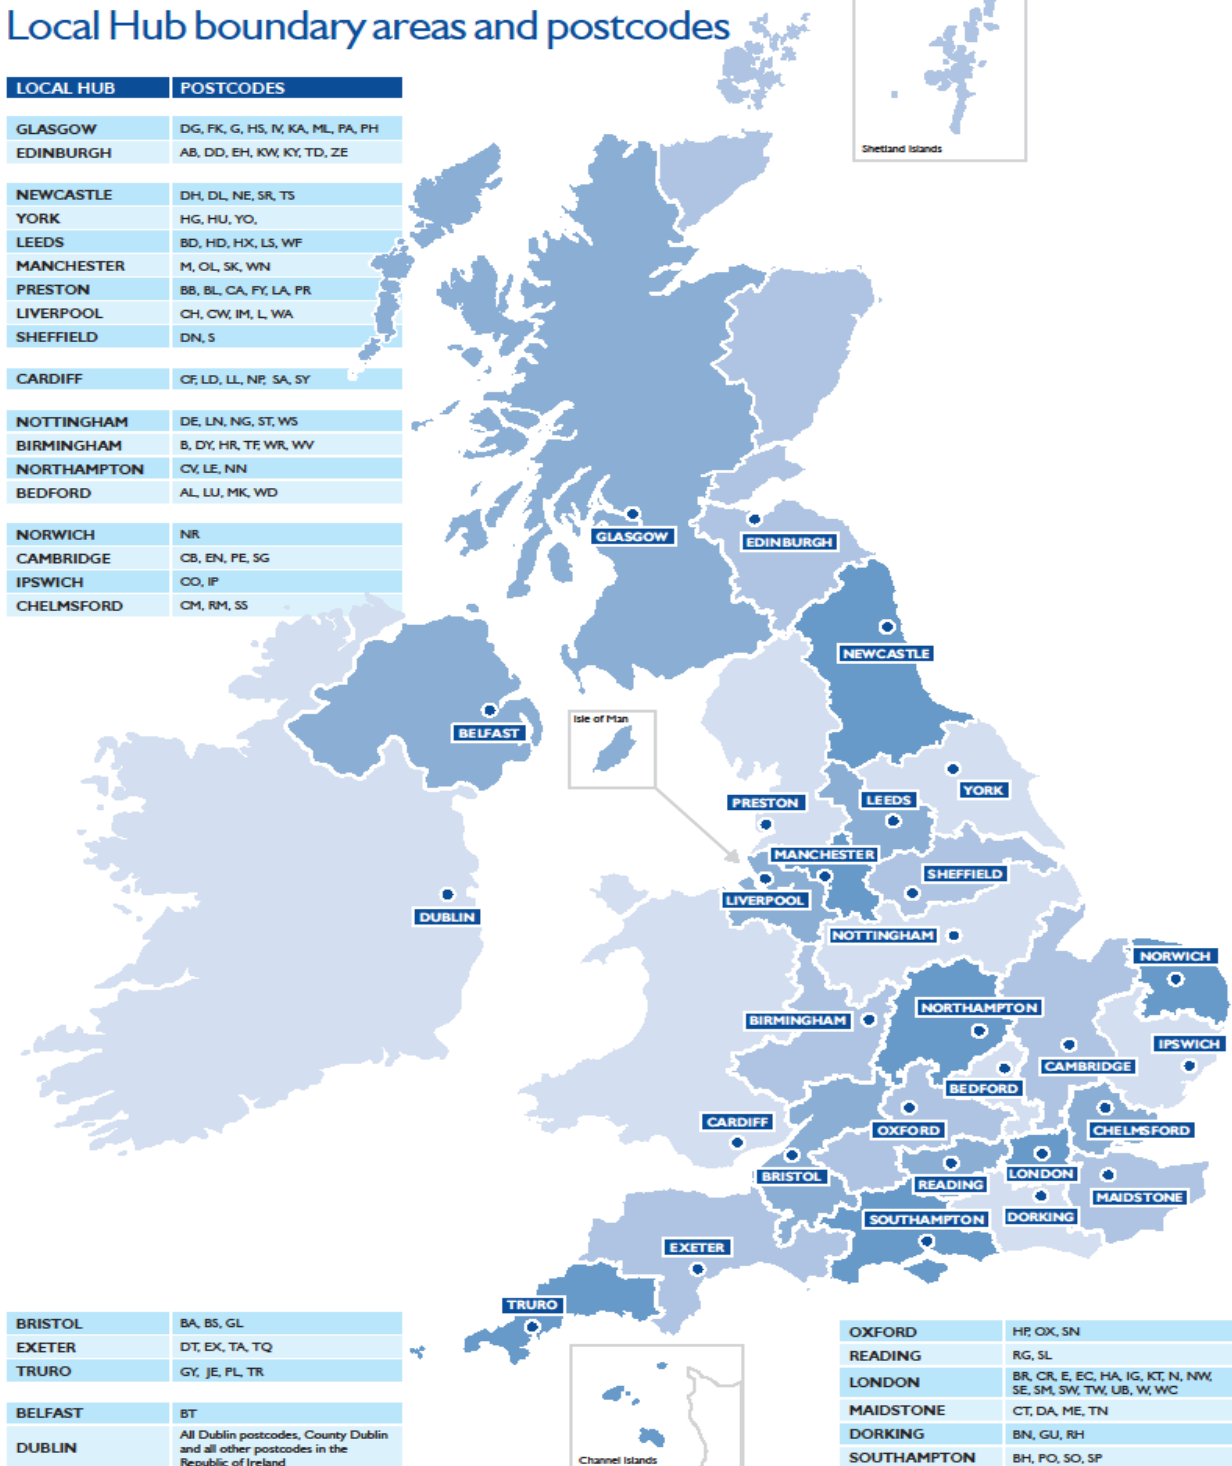 Local Hub boundary areas and postcodes
LOCAL HUB POSTCODES
GLASGOW DG, FK, G, HS, IV, KA, ML, PA, PH
EDINBURGH AB, DD, EH, KW, KY, TD, ZE
NEWCASTLE DH, DL, NE, SR, TS
YORK HG, HU, YO,
LEEDS BD, HD, HX, LS, WF
MANCHESTER M, OL, SK, WN
PRESTON BB, BL, CA, FY, LA, PR
LIVERPOOL CH, CW, IM, L, WA
SHEFFIELD DN, S
CARDIFF CF, LD, LL, NP, SA, SY
NOTTINGHAM DE, LN, NG, ST, WS
BIRMINGHAM B, DY, HR, TF, WR, WV
NORTHAMPTON CV, LE, NN
BEDFORD AL, LU, MK, WD
NORWICH NR
CAMBRIDGE CB, EN, PE, SG
IPSWICH CO, IP
CHELMSFORD CM, RM, SS
Shetland Islands
GLASGOW
EDINBURGH
NEWCASTLE
Isle of Man
BELFAST
YORK
LEEDS
PRESTON
MANCHESTER
SHEFFIELD
LIVERPOOL
DUBLIN
NOTTINGHAM
NORWICH
NORTHAMPTON
BIRMINGHAM
IPSWICH
CAMBRIDGE
BEDFORD
CARDIFF
OXFORD
CHELMSFORD
BRISTOL
LONDON
READING
MAIDSTONE
SOUTHAMPTON
DORKING
EXETER
TRURO
Channel Islands
BRISTOL BA, BS, GL
EXETER DT, EX, TA, TQ
TRURO GY, JE, PL, TR
BELFAST BT
DUBLIN All Dublin postcodes, County Dublin
and all other postcodes in the
Republic of Ireland
OXFORD HP, OX, SN
READING RG, SL
LONDON BR, CR, E, EC, HA, IG, KT, N, NW,
SE, SM, SW, TW, UB, W, WC
MAIDSTONE CT, DA, ME, TN
DORKING BN, GU, RH
SOUTHAMPTON BH, PO, SO, SP